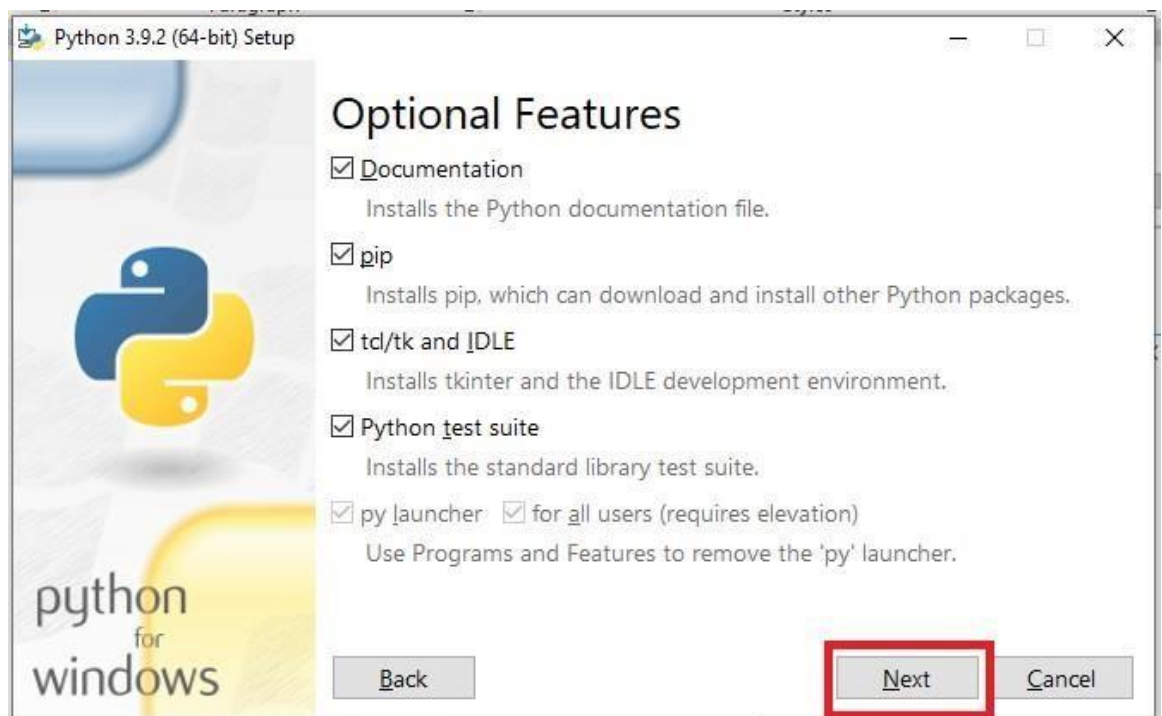 Python 3.9.2 (64-bit) Setup
Optional Features
Documentation
Installs the Python documentation file.
pip
Installs pip, which can download and install other Python packages.
tcl/tk and IDLE
Installs tkinter and the IDLE development environment.
Python test suite
Installs the standard library test suite.
py launcher for all users (requires elevation)
Use Programs and Features to remove the 'py' launcher.
python
for
windows
Back Next Cancel